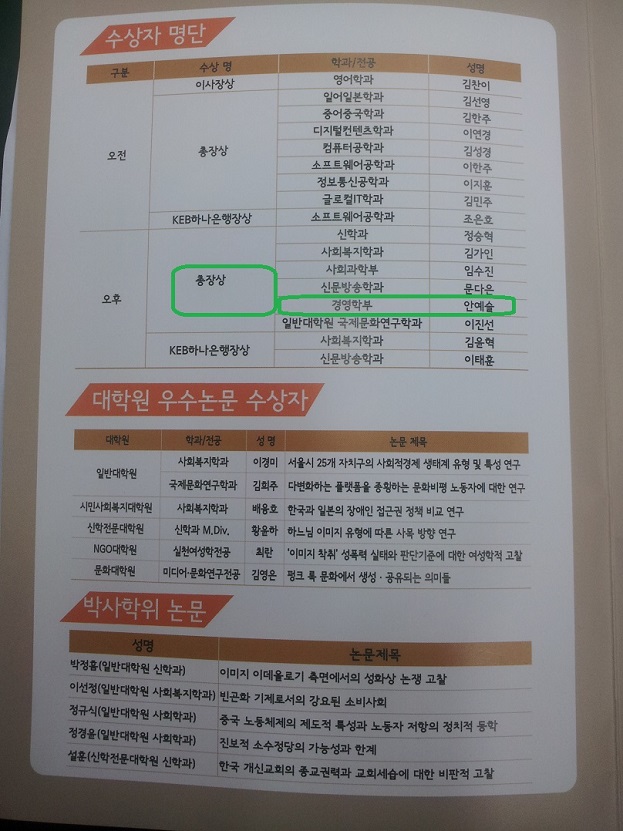 수상자 명단
구분 수상 명 학과/전공 성명
오전 이사장상 영어학과 김찬이
총장상 일어일본학과 김선영
중어중국학과 김한주
디지털컨텐츠학과 이연경
컴퓨터공학과 김성경
소프트웨어공학과 이한주
정보통신공학과 이지훈
글로컬IT학과 김민주
KEB하나은행장상 소프트웨어공학과 조은호
오후 총장상 신학과 정승혁
사회복지학과 김가인
사회과학부 임수진
신문방송학과 문다은
경영학부 안예슬
일반대학원 국제문화연구학과 이진선
KEB하나은행장상 사회복지학과 김윤혁
신문방송학과 이태훈
대학원 우수논문 수상자
대학원 학과/전공 성 명 논문 제목
일반대학원 사회복지학과 이경미 서울시 25개 자치구의 사회적경제 생태계 유형 및 특성 연구
국제문화연구학과 김희주 다변화하는 플랫폼을 종횡하는 문화비평 노동자에 대한 연구
시민사회복지대학원 사회복지학과 배용호 한국과 일본의 장애인 접근권 정책 비교 연구
신학전문대학원 신학과 M.Div. 황윤하 하느님 이미지 유형에 따른 사목 방향 연구
NGO대학원 실천여성학전공 최란 '이미지 착취' 성폭력 실태와 판단기준에 대한 여성학적 고찰
문화대학원 미디어·문화연구전공 김영은 펑크 록 문화에서 생성·공유되는 의미들
박사학위 논문
성명 논문제목
박정훈(일반대학원 신학과) 이미지 이데올로기 측면에서의 성화상 논쟁 고찰
이선정(일반대학원 사회복지학과) 빈곤화 기제로서의 강요된 소비사회
정규식(일반대학원 사회학과) 중국 노동체제의 제도적 특성과 노동자 저항의 정치적 동학
정경윤(일반대학원 사회학과) 진보적 소수정당의 가능성과 한계
설훈(신학전문대학원 신학과) 한국 개신교회의 종교권력과 교회세습에 대한 비판적 고찰